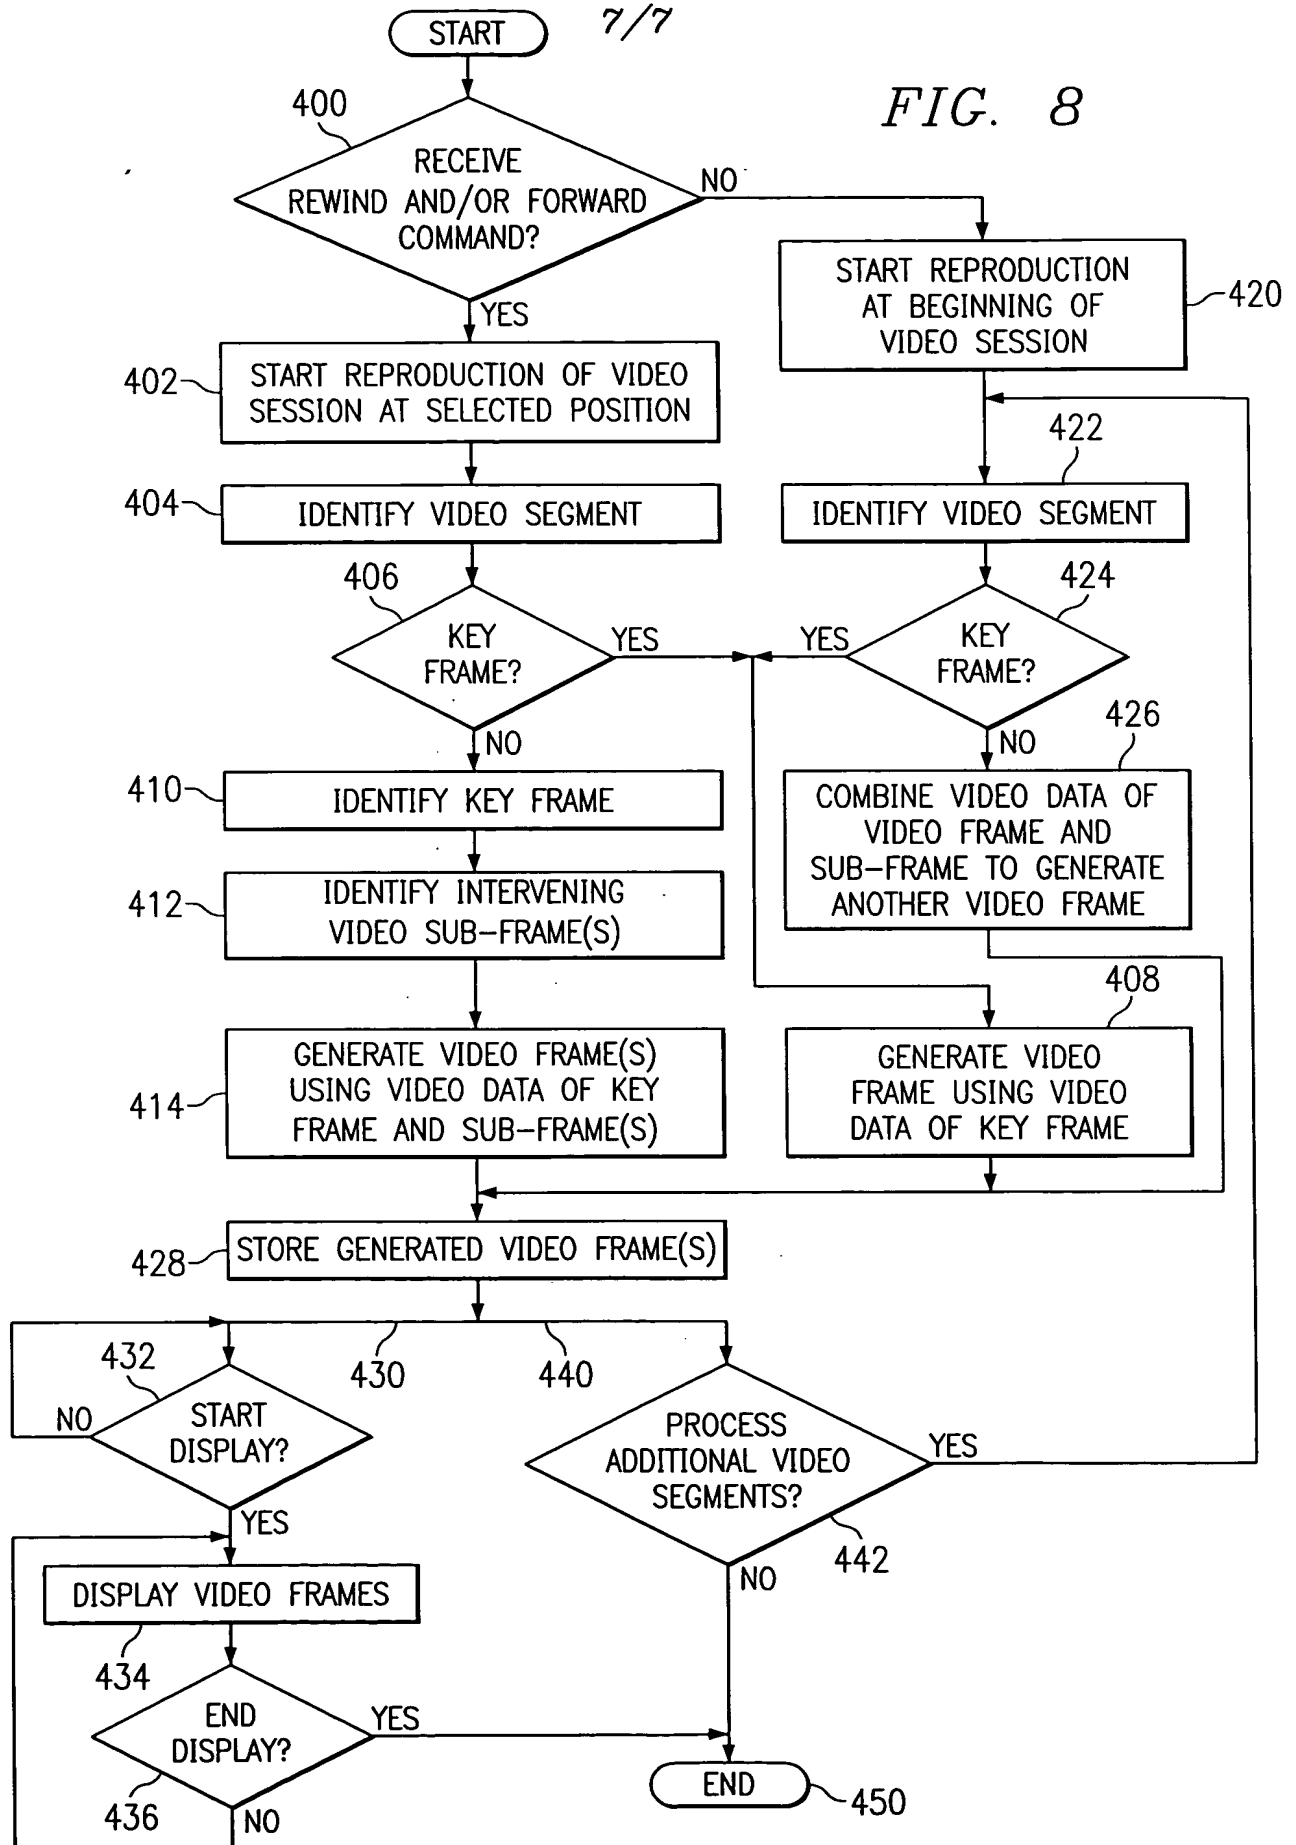 START
7/7
FIG. 8
400
RECEIVE
REWIND AND/OR FORWARD
COMMAND?
NO
YES
START REPRODUCTION
AT BEGINNING OF
VIDEO SESSION
420
402
START REPRODUCTION OF VIDEO
SESSION AT SELECTED POSITION
422
404
IDENTIFY VIDEO SEGMENT
IDENTIFY VIDEO SEGMENT
406
424
KEY
FRAME?
YES
YES
KEY
FRAME?
NO
NO
426
410
IDENTIFY KEY FRAME
COMBINE VIDEO DATA OF
VIDEO FRAME AND
SUB-FRAME TO GENERATE
ANOTHER VIDEO FRAME
412
IDENTIFY INTERVENING
VIDEO SUB-FRAME(S)
408
414
GENERATE VIDEO FRAME(S)
USING VIDEO DATA OF KEY
FRAME AND SUB-FRAME(S)
GENERATE VIDEO
FRAME USING VIDEO
DATA OF KEY FRAME
428
STORE GENERATED VIDEO FRAME(S)
432
430
440
NO
START
DISPLAY?
YES
PROCESS
ADDITIONAL VIDEO
SEGMENTS?
YES
442
NO
DISPLAY VIDEO FRAMES
434
END
DISPLAY?
YES
436
NO
END
450